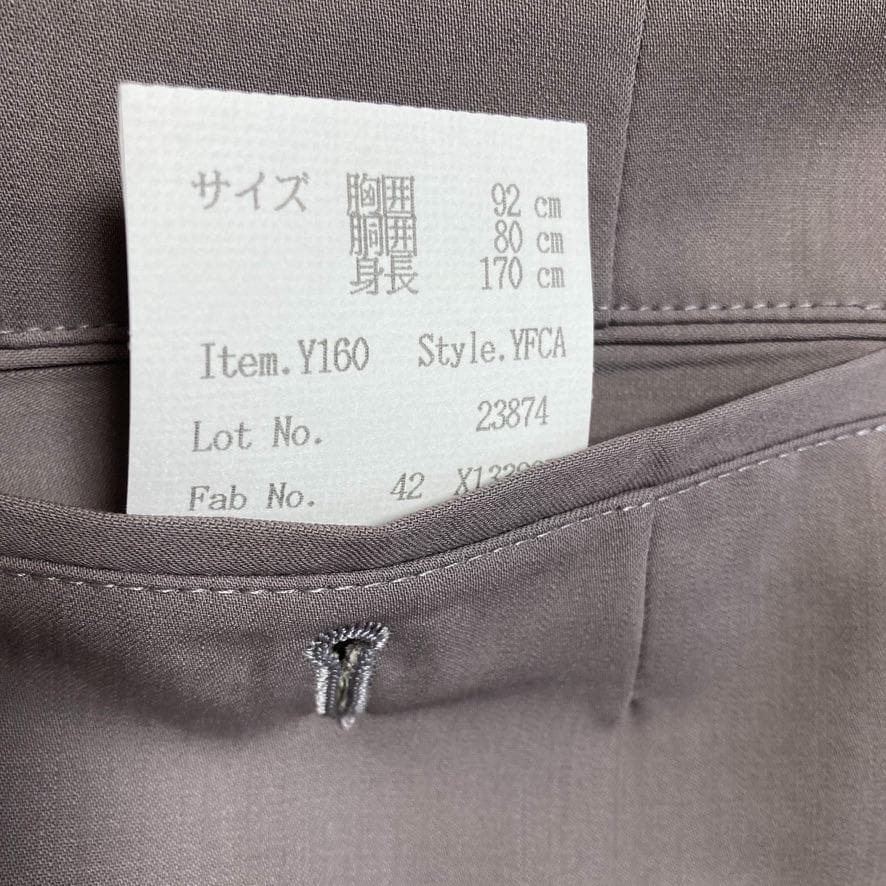 サイズ 胸囲 92 cm
胴囲 80 cm
身長 170 cm
Item.Y160 Style.YFCA
Lot No. 23874
Fab No. 42